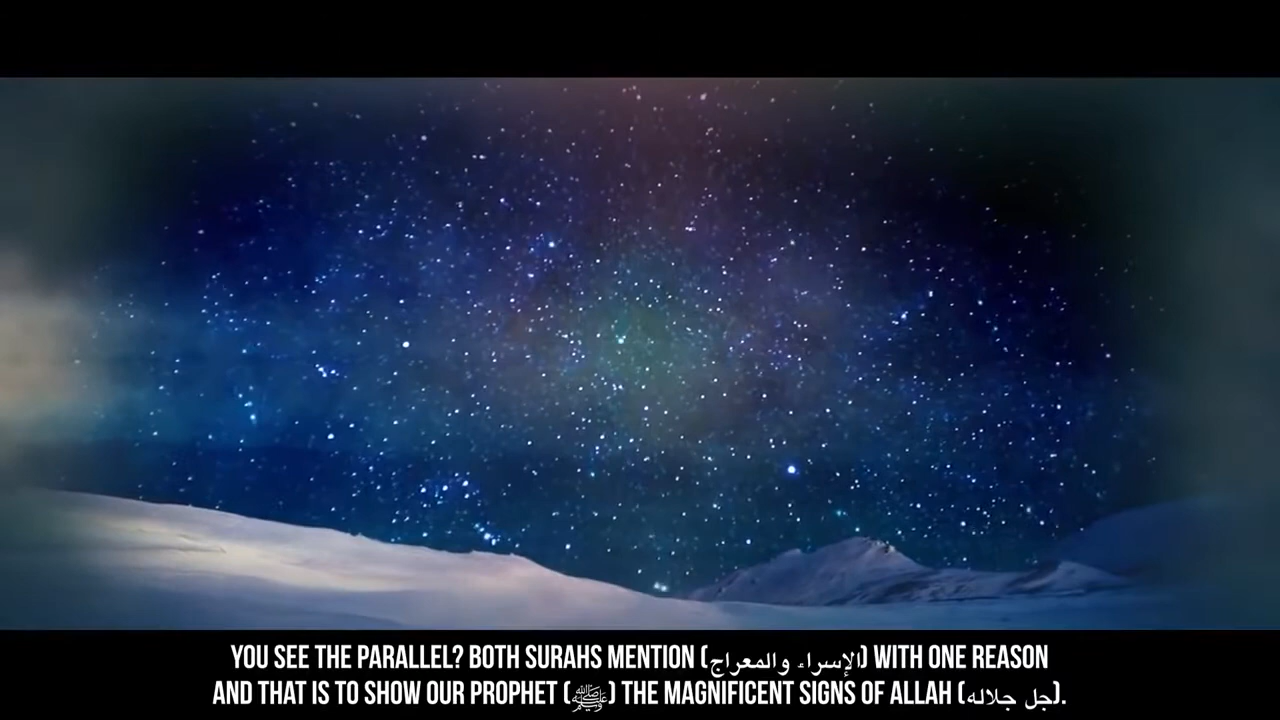 YOU SEE THE PARALLEL? BOTH SURAHS MENTION (الإسراء والمعراج) WITH ONE REASON
AND THAT IS TO SHOW OUR PROPHET (ﷺ) THE MAGNIFICENT SIGNS OF ALLAH (جل جلاله).